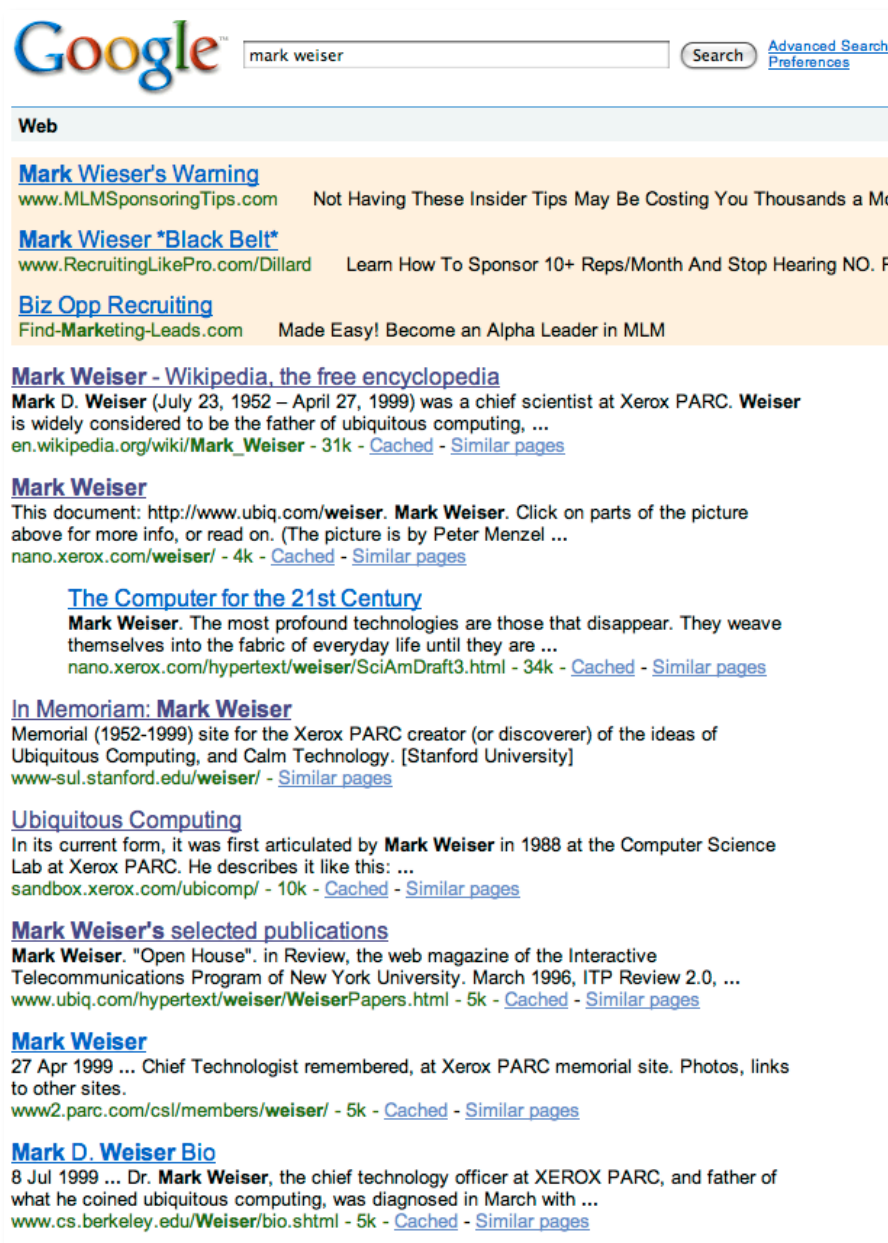 Google™
mark weiser
Search
Advanced Search
Preferences
Web
Mark Wieser's Warning
www.MLMSponsoringTips.com Not Having These Insider Tips May Be Costing You Thousands a Mo
Mark Wieser *Black Belt*
www.RecruitingLikePro.com/Dillard Learn How To Sponsor 10+ Reps/Month And Stop Hearing NO. F
Biz Opp Recruiting
Find-Marketing-Leads.com Made Easy! Become an Alpha Leader in MLM
Mark Weiser - Wikipedia, the free encyclopedia
Mark D. Weiser (July 23, 1952 – April 27, 1999) was a chief scientist at Xerox PARC. Weiser
is widely considered to be the father of ubiquitous computing, ...
en.wikipedia.org/wiki/Mark_Weiser - 31k - Cached - Similar pages
Mark Weiser
This document: http://www.ubiq.com/weiser. Mark Weiser. Click on parts of the picture
above for more info, or read on. (The picture is by Peter Menzel ...
nano.xerox.com/weiser/ - 4k - Cached - Similar pages
The Computer for the 21st Century
Mark Weiser. The most profound technologies are those that disappear. They weave
themselves into the fabric of everyday life until they are ...
nano.xerox.com/hypertext/weiser/SciAmDraft3.html - 34k - Cached - Similar pages
In Memoriam: Mark Weiser
Memorial (1952-1999) site for the Xerox PARC creator (or discoverer) of the ideas of
Ubiquitous Computing, and Calm Technology. [Stanford University]
www-sul.stanford.edu/weiser/ - Similar pages
Ubiquitous Computing
In its current form, it was first articulated by Mark Weiser in 1988 at the Computer Science
Lab at Xerox PARC. He describes it like this: ...
sandbox.xerox.com/ubicomp/ - 10k - Cached - Similar pages
Mark Weiser's selected publications
Mark Weiser. "Open House". in Review, the web magazine of the Interactive
Telecommunications Program of New York University. March 1996, ITP Review 2.0, ...
www.ubiq.com/hypertext/weiser/WeiserPapers.html - 5k - Cached - Similar pages
Mark Weiser
27 Apr 1999 ... Chief Technologist remembered, at Xerox PARC memorial site. Photos, links
to other sites.
www2.parc.com/csl/members/weiser/ - 5k - Cached - Similar pages
Mark D. Weiser Bio
8 Jul 1999 ... Dr. Mark Weiser, the chief technology officer at XEROX PARC, and father of
what he coined ubiquitous computing, was diagnosed in March with ...
www.cs.berkeley.edu/Weiser/bio.shtml - 5k - Cached - Similar pages